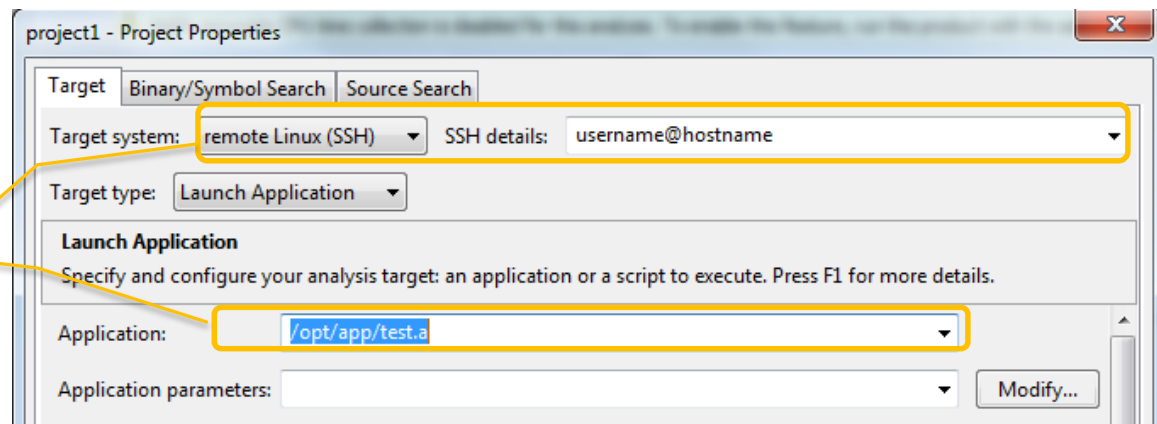 project1 - Project Properties
Target Binary/Symbol Search Source Search
Target system: remote Linux (SSH) SSH details: username@hostname
Target type: Launch Application
Launch Application
Specify and configure your analysis target: an application or a script to execute. Press F1 for more details.
Application: /opt/app/test.a
Application parameters: Modify...